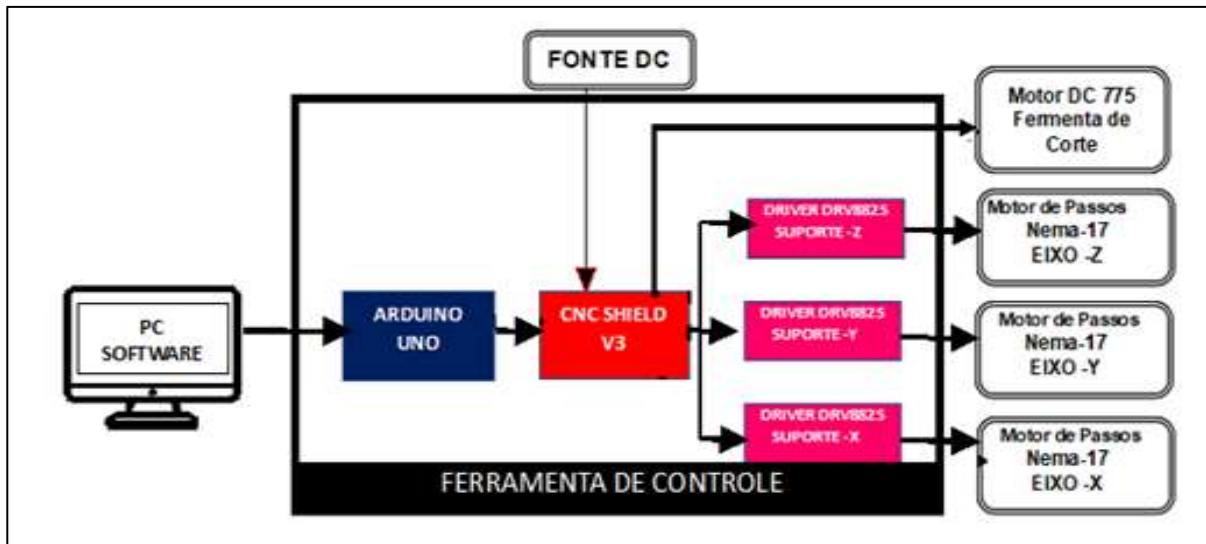 FONTE DC
Motor DC 775
Fermenta de
Corte
DRIVER DRV8825
SUPORTE -Z
Motor de Passos
Nema-17
EIXO -Z
PC
SOFTWARE
ARDUINO
UNO
CNC SHIELD
V3
DRIVER DRV8825
SUPORTE -Y
Motor de Passos
Nema-17
EIXO -Y
DRIVER DRV8825
SUPORTE -X
Motor de Passos
Nema-17
EIXO -X
FERRAMENTA DE CONTROLE